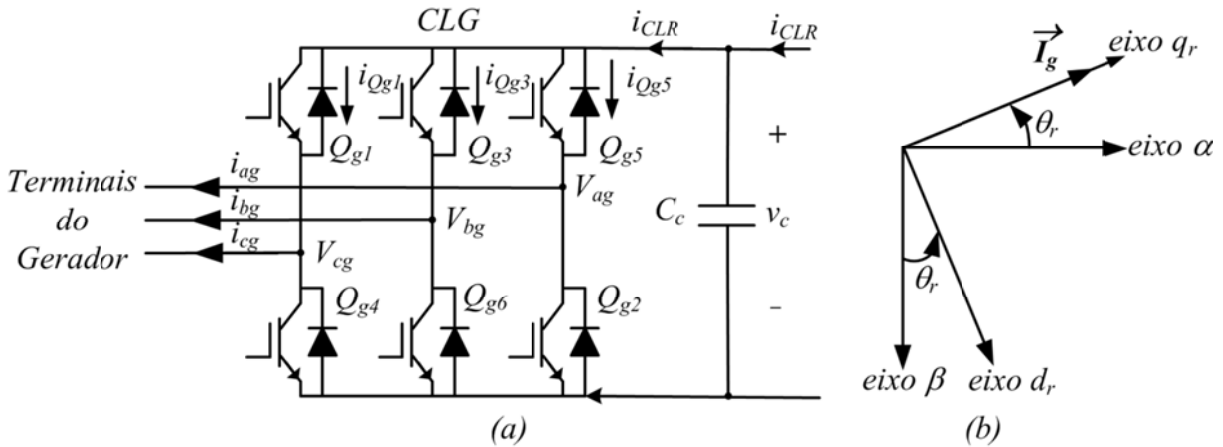 CLG
i_CLR
i_CLR
i_Qg1
i_Qg3
i_Qg5
Q_g1
Q_g3
Q_g5
Terminais
do
Gerador
i_ag
i_bg
i_cg
V_ag
V_bg
V_cg
C_c
v_c
+
-
Q_g4
Q_g6
Q_g2
(a)
I_g
eixo q_r
θ_r
eixo α
θ_r
eixo β
eixo d_r
(b)